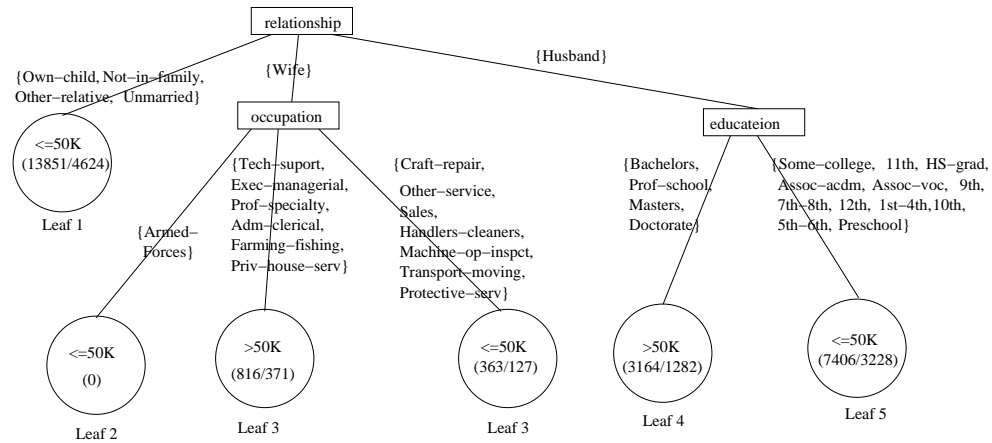 relationship
{Husband}
{Wife}
{Own−child, Not−in−family,
Other−relative, Unmarried}
occupation
educateion
<=50K
(13851/4624)
Leaf 1
{Armed−
Forces}
{Tech−suport,
Exec−managerial,
Prof−specialty,
Adm−clerical,
Farming−fishing,
Priv−house−serv}
{Craft−repair,
Other−service,
Sales,
Handlers−cleaners,
Machine−op−inspct,
Transport−moving,
Protective−serv}
{Bachelors,
Prof−school,
Masters,
Doctorate}
{Some−college, 11th, HS−grad,
Assoc−acdm, Assoc−voc, 9th,
7th−8th, 12th, 1st−4th,10th,
5th−6th, Preschool}
<=50K
(0)
Leaf 2
>50K
(816/371)
Leaf 3
<=50K
(363/127)
Leaf 3
>50K
(3164/1282)
Leaf 4
<=50K
(7406/3228)
Leaf 5